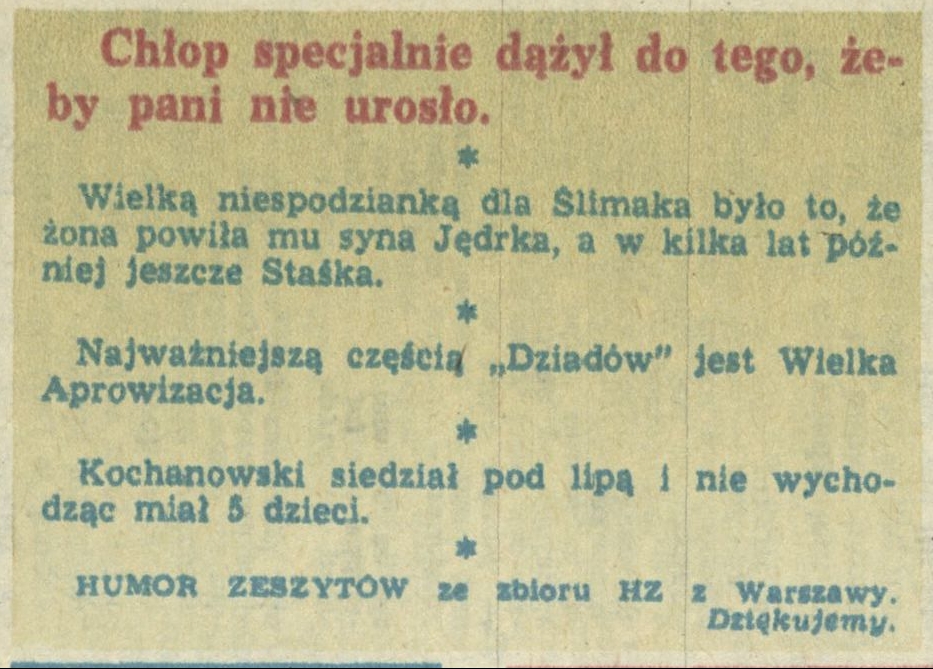 Chłop specjalnie dążył do tego, że-
by pani nie urosło.
*
Wielką niespodzianką dla Ślimaka było to, że
żona powiła mu syna Jędrka, a w kilka lat póź-
niej jeszcze Staśka.
*
Najważniejszą częścią „Dziadów” jest Wielka
Aprowizacja.
*
Kochanowski siedział pod lipą i nie wycho-
dząc miał 5 dzieci.
*
HUMOR ZESZYTÓW ze zbioru HZ z Warszawy.
Dziękujemy.